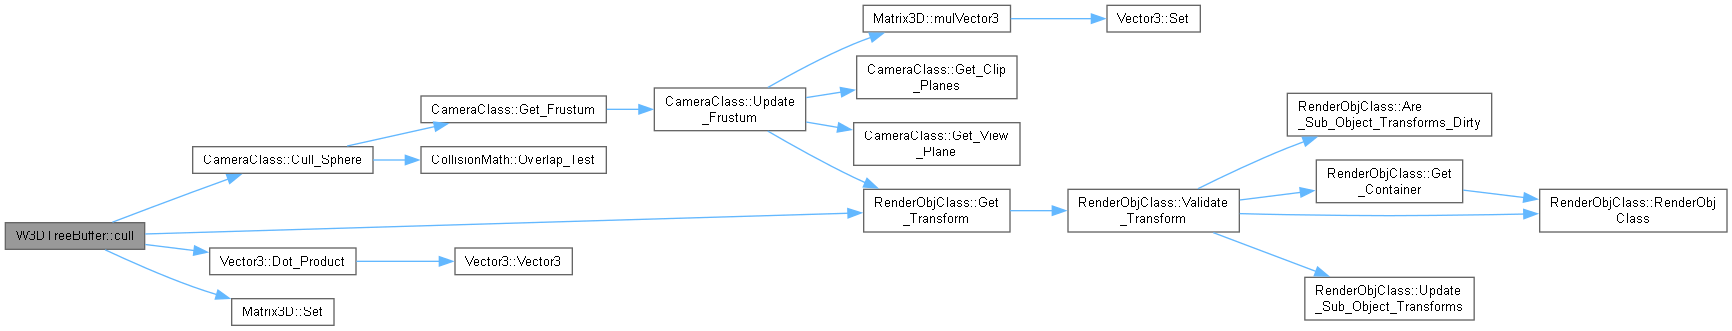 W3DTreeBuffer::cull
CameraClass::Cull_Sphere
CameraClass::Get_Frustum
CameraClass::Update
_Frustum
Matrix3D::mulVector3
Vector3::Set
CameraClass::Get_Clip
_Planes
CameraClass::Get_View
_Plane
RenderObjClass::Get
_Transform
RenderObjClass::Validate
_Transform
RenderObjClass::Are
_Sub_Object_Transforms_Dirty
RenderObjClass::Get
_Container
RenderObjClass::RenderObj
Class
RenderObjClass::Update
_Sub_Object_Transforms
CollisionMath::Overlap_Test
Vector3::Dot_Product
Vector3::Vector3
Matrix3D::Set